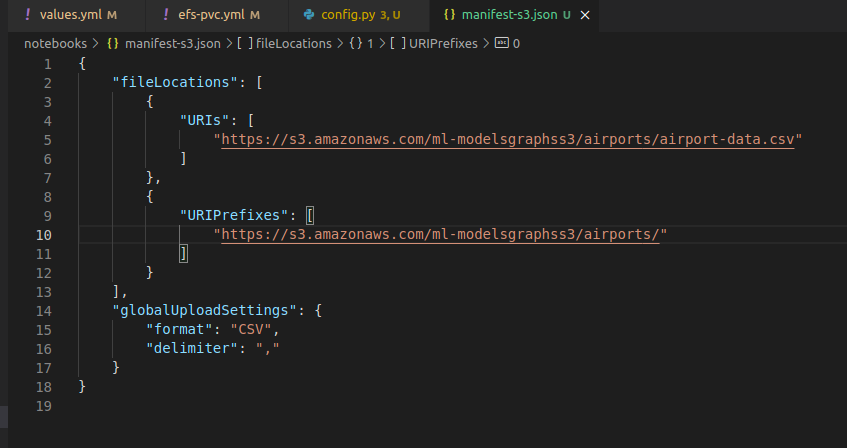 ! values.yml M ! efs-pvc.yml M config.py 3, U {} manifest-s3.json U ×
notebooks > {} manifest-s3.json > [ ] fileLocations > {} 1 > [ ] URIPrefixes > abc 0
1 {
2 "fileLocations": [
3 {
4 "URIs": [
5 "https://s3.amazonaws.com/ml-modelsgraphss3/airports/airport-data.csv"
6 ]
7 },
8 {
9 "URIPrefixes": [
10 "https://s3.amazonaws.com/ml-modelsgraphss3/airports/"
11 ]
12 }
13 ],
14 "globalUploadSettings": {
15 "format": "CSV",
16 "delimiter": ","
17 }
18 }
19